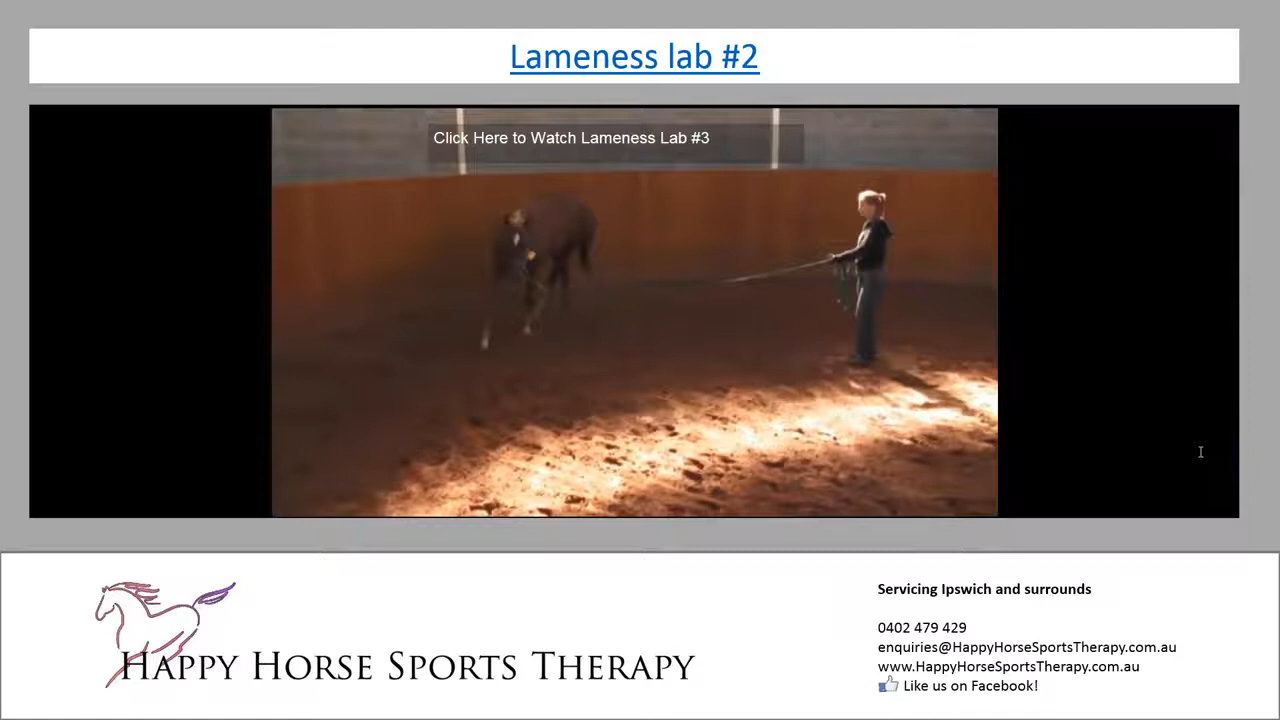 Lameness lab #2
Click Here to Watch Lameness Lab #3
HAPPY HORSE SPORTS THERAPY
Servicing Ipswich and surrounds
0402 479 429
enquiries@HappyHorseSportsTherapy.com.au
www.HappyHorseSportsTherapy.com.au
Like us on Facebook!